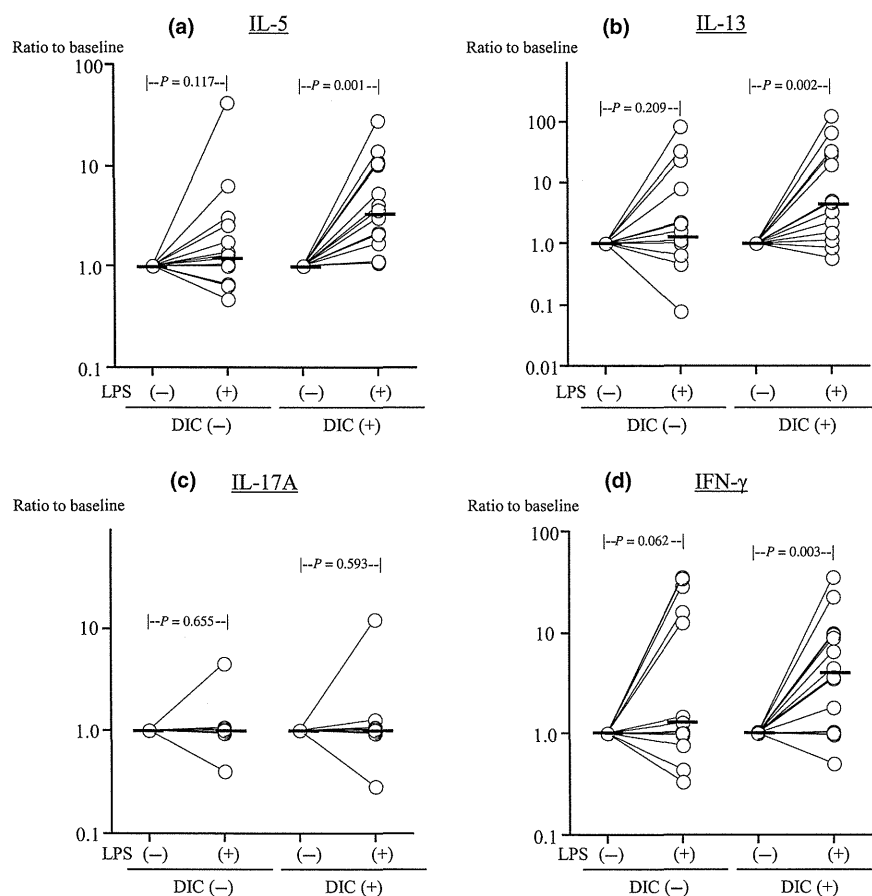 (a) IL-5
Ratio to baseline
100
10
1.0
0.1
|--P = 0.117--|
|--P = 0.001--|
LPS (–) (+) (–) (+)
DIC (–) DIC (+)
(b) IL-13
Ratio to baseline
100
10
1.0
0.1
0.01
|--P = 0.209--|
|--P = 0.002--|
LPS (–) (+) (–) (+)
DIC (–) DIC (+)
(c) IL-17A
Ratio to baseline
10
1.0
0.1
|--P = 0.655--|
|--P = 0.593--|
LPS (–) (+) (–) (+)
DIC (–) DIC (+)
(d) IFN-γ
Ratio to baseline
100
10
1.0
0.1
|--P = 0.062--|
|--P = 0.003--|
LPS (–) (+) (–) (+)
DIC (–) DIC (+)